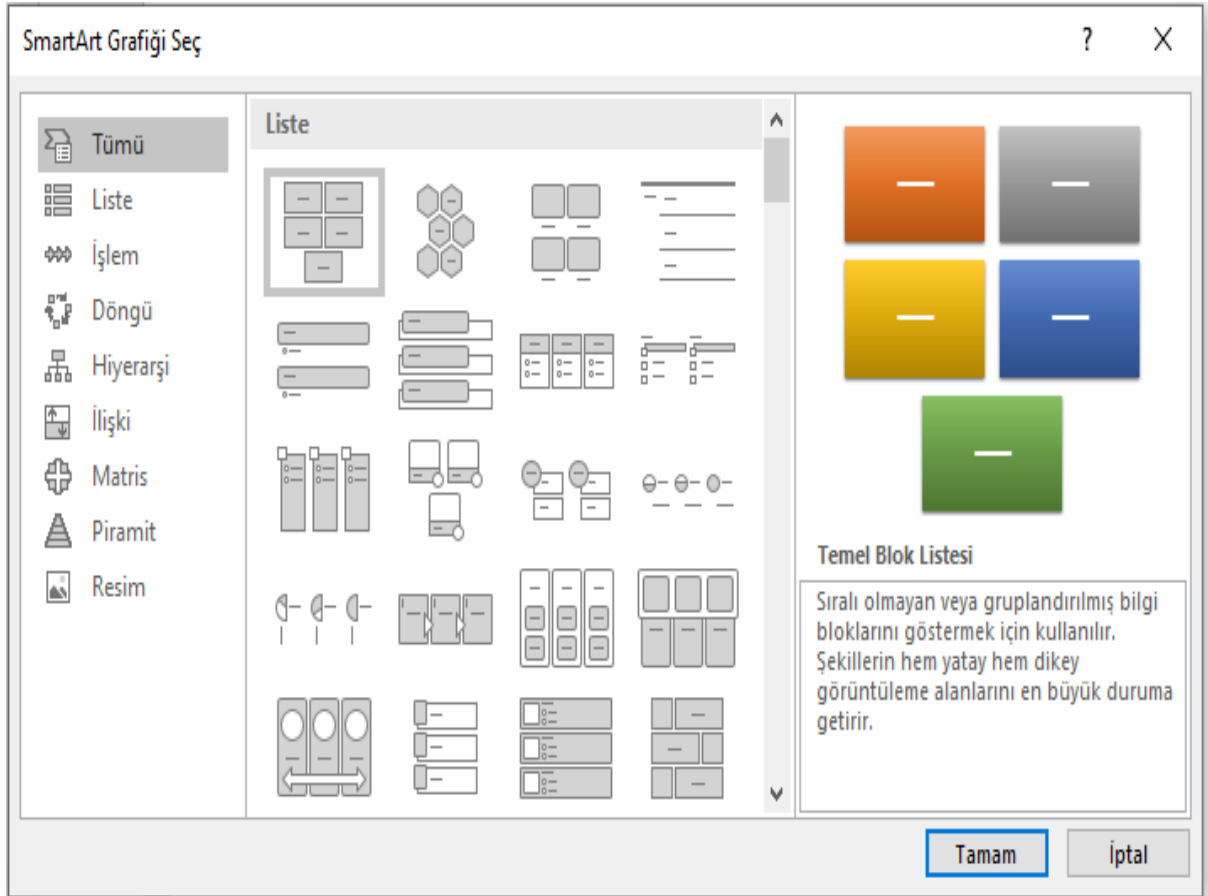 SmartArt Grafiği Seç
?
Tümü
Liste
İşlem
Döngü
Hiyerarşi
İlişki
Matris
Piramit
Resim
Liste
Temel Blok Listesi
Sıralı olmayan veya gruplandırılmış bilgi
bloklarını göstermek için kullanılır.
Şekillerin hem yatay hem dikey
görüntüleme alanlarını en büyük duruma
getirir.
Tamam
İptal